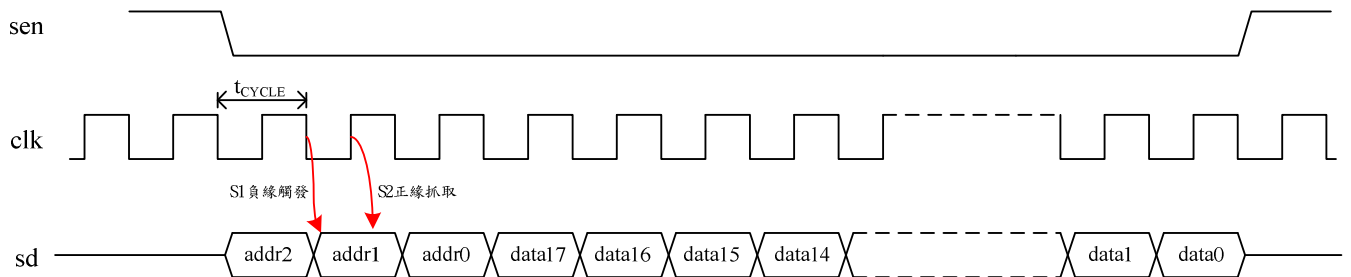 sen
tCYCLE
clk
S1負緣觸發
S2正緣抓取
sd
addr2 addr1 addr0 data17 data16 data15 data14 data1 data0